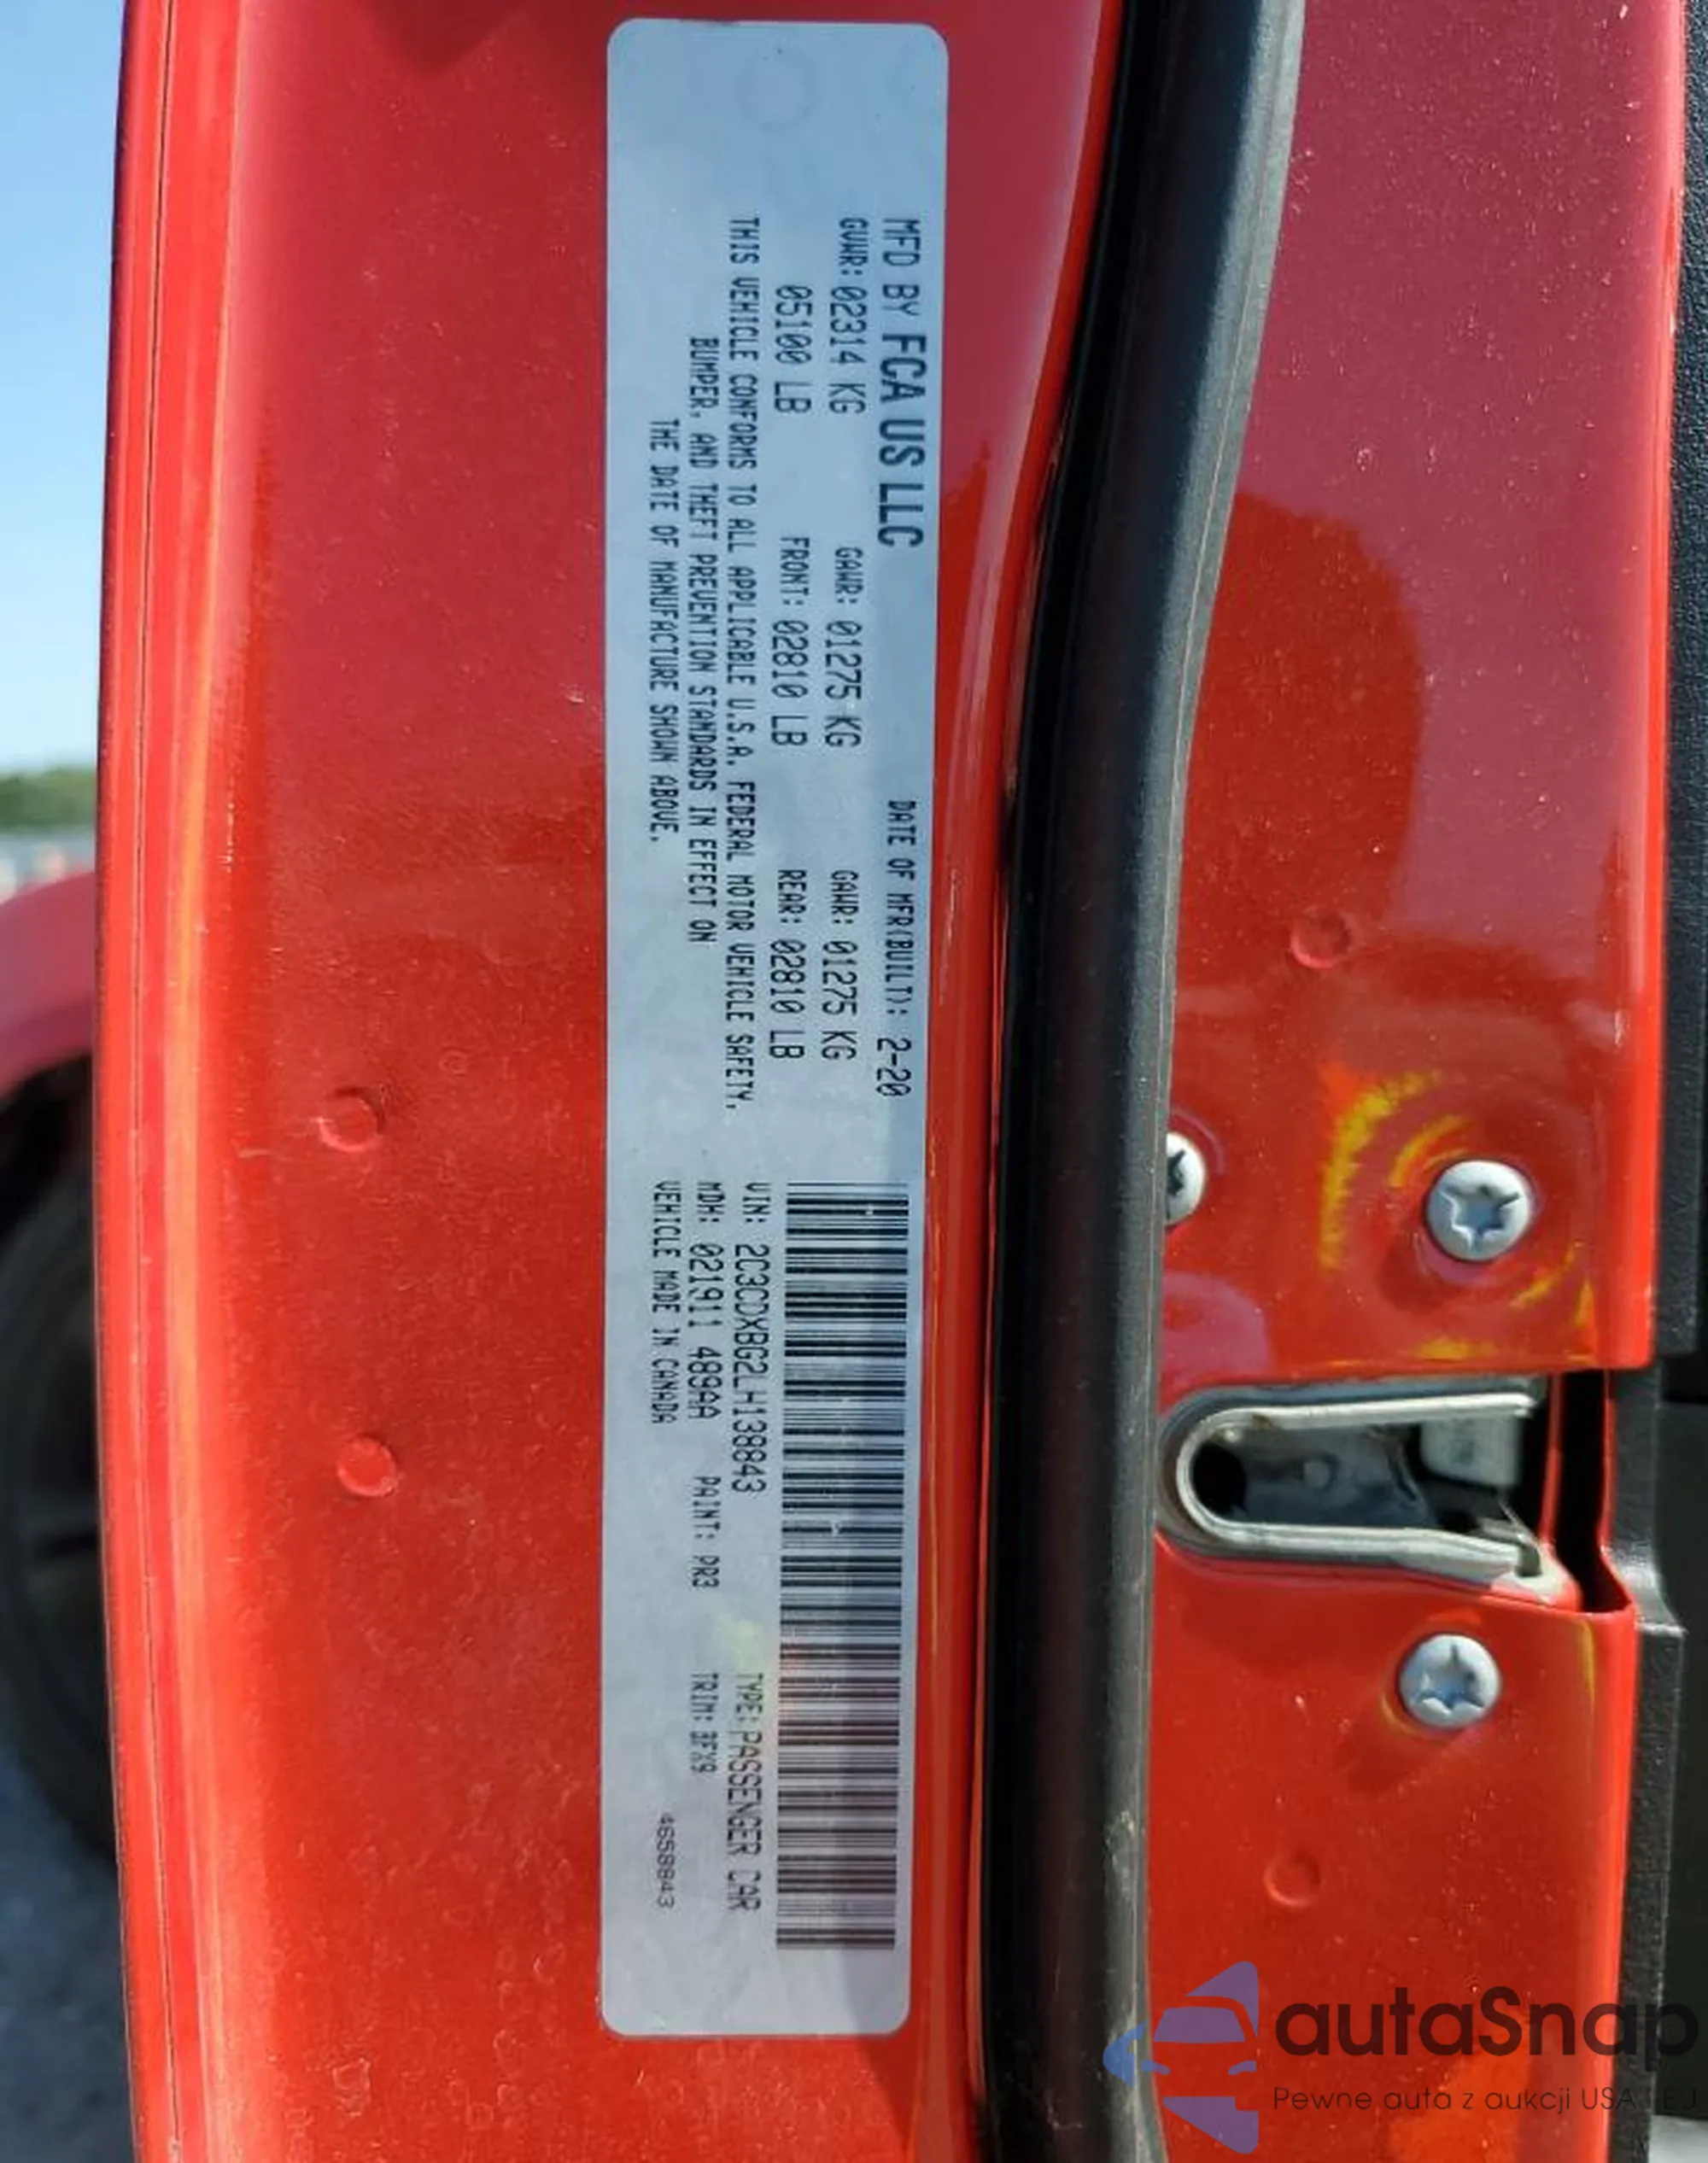 MFD BY FCA US LLC
DATE OF MFR(BUILT): 2-20
GVWR: 02314 KG GAWR: 01275 KG GAWR: 01275 KG
05100 LB FRONT: 02810 LB REAR: 02810 LB
THIS VEHICLE CONFORMS TO ALL APPLICABLE U.S.A. FEDERAL MOTOR VEHICLE SAFETY,
BUMPER, AND THEFT PREVENTION STANDARDS IN EFFECT ON
THE DATE OF MANUFACTURE SHOWN ABOVE.
VIN: 2C3CDXBG2LH138843 TYPE: PASSENGER CAR
MDH: 021911 489AA PAINT: PR3 TRIM:
VEHICLE MADE IN CANADA 4658843
autaSnap
Pewne auta z aukcji USA i EJ